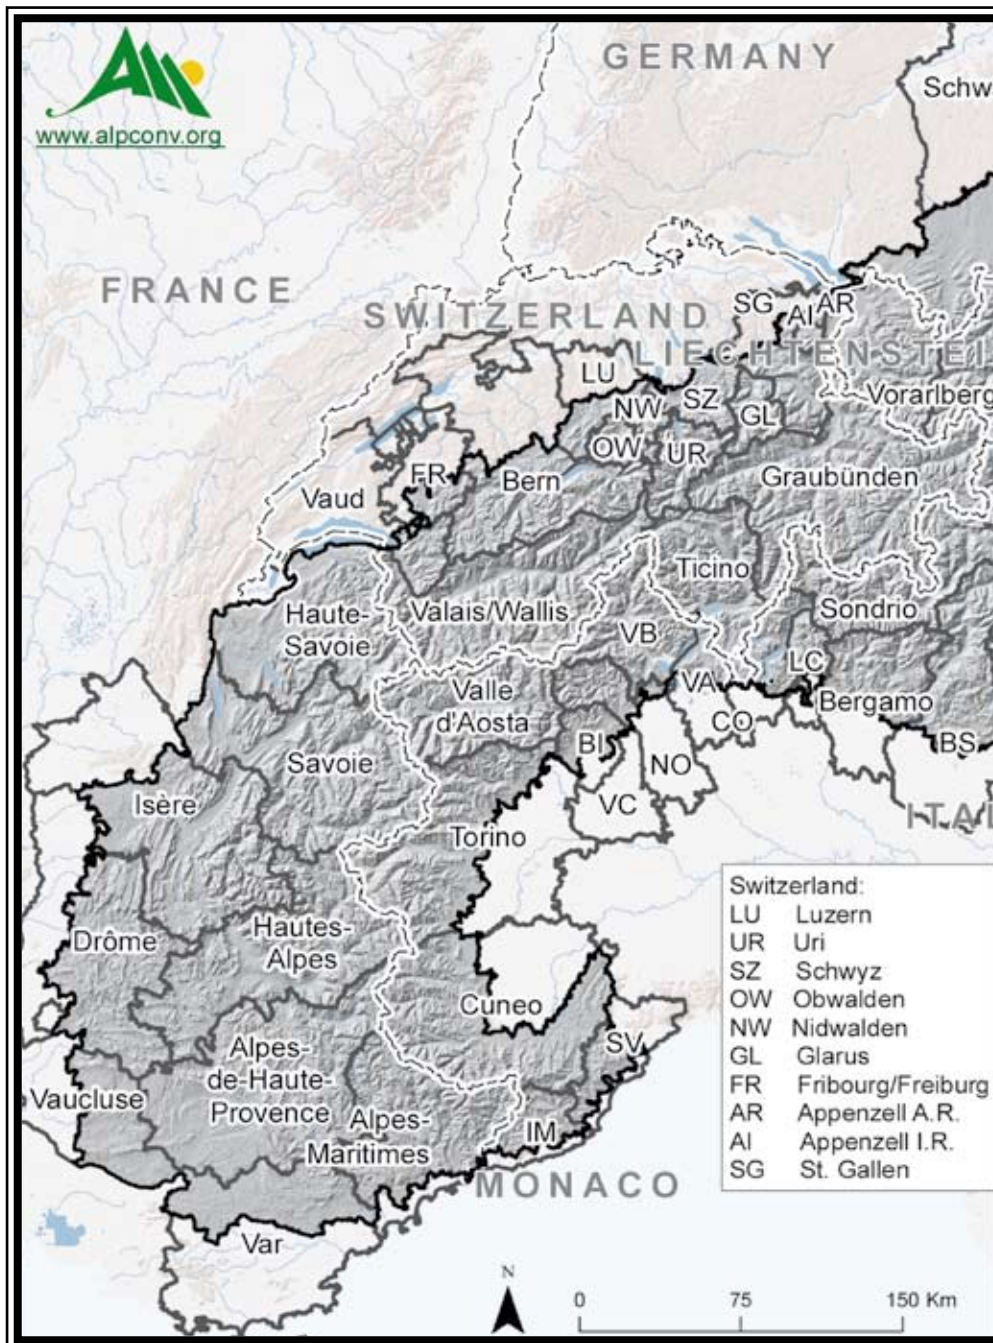 GERMANY
Schw
www.alpconv.org
FRANCE
SWITZERLAND
SG
AR
AI
LIECHTENSTEI
LU
Vorarlberg
NW
SZ
GL
OW
UR
FR
Bern
Graubünden
Vaud
Ticino
Haute-
Savoie
Valais/Wallis
Sondrio
VB
LC
Valle
d'Aosta
VA
Bergamo
CO
BI
BS
Savoie
NO
Isère
VC
ITAL
Torino
Drôme
Hautes-
Alpes
Cuneo
SV
Alpes-
de-Haute-
Provence
Vaucluse
Alpes-
Maritimes
IM
MONACO
Var
Switzerland:
LU Luzern
UR Uri
SZ Schwyz
OW Obwalden
NW Nidwalden
GL Glarus
FR Fribourg/Freiburg
AR Appenzell A.R.
AI Appenzell I.R.
SG St. Gallen
N
0 75 150 Km